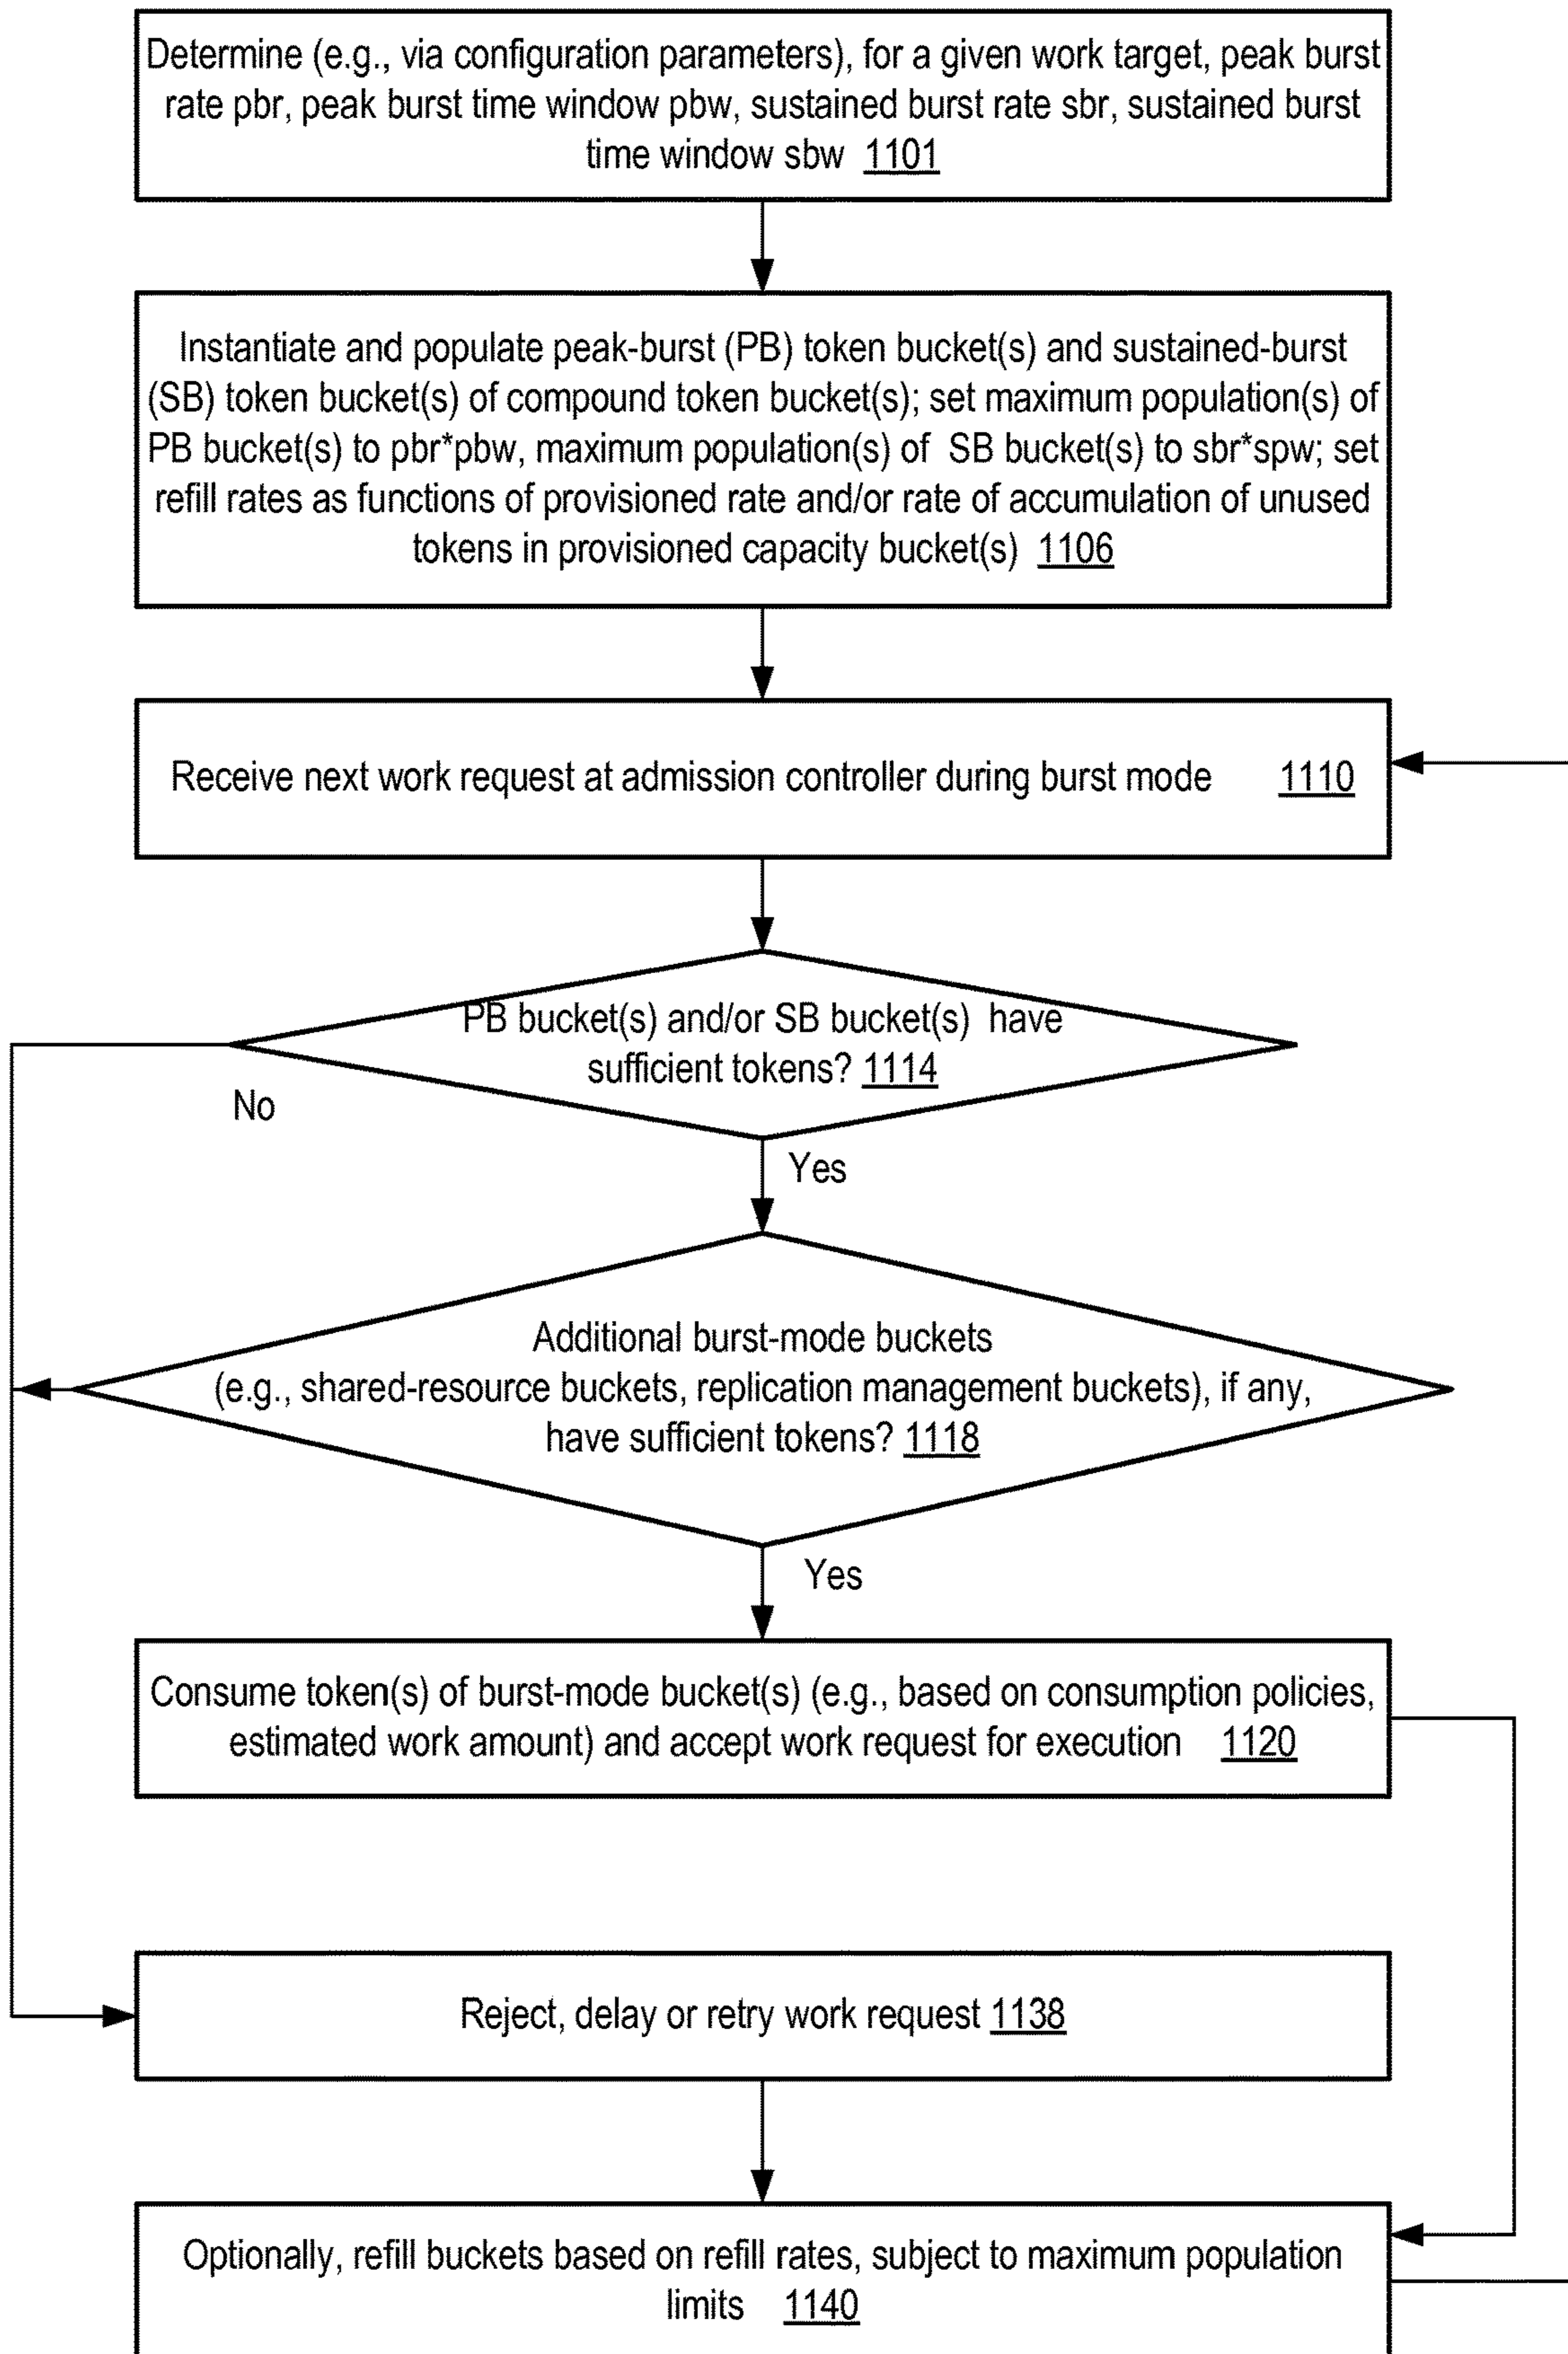 Determine (e.g., via configuration parameters), for a given work target, peak burst
rate pbr, peak burst time window pbw, sustained burst rate sbr, sustained burst
time window sbw 1101
Instantiate and populate peak-burst (PB) token bucket(s) and sustained-burst
(SB) token bucket(s) of compound token bucket(s); set maximum population(s) of
PB bucket(s) to pbr*pbw, maximum population(s) of SB bucket(s) to sbr*spw; set
refill rates as functions of provisioned rate and/or rate of accumulation of unused
tokens in provisioned capacity bucket(s) 1106
Receive next work request at admission controller during burst mode 1110
PB bucket(s) and/or SB bucket(s) have
sufficient tokens? 1114
No
Yes
Additional burst-mode buckets
(e.g., shared-resource buckets, replication management buckets), if any,
have sufficient tokens? 1118
Yes
Consume token(s) of burst-mode bucket(s) (e.g., based on consumption policies,
estimated work amount) and accept work request for execution 1120
Reject, delay or retry work request 1138
Optionally, refill buckets based on refill rates, subject to maximum population
limits 1140